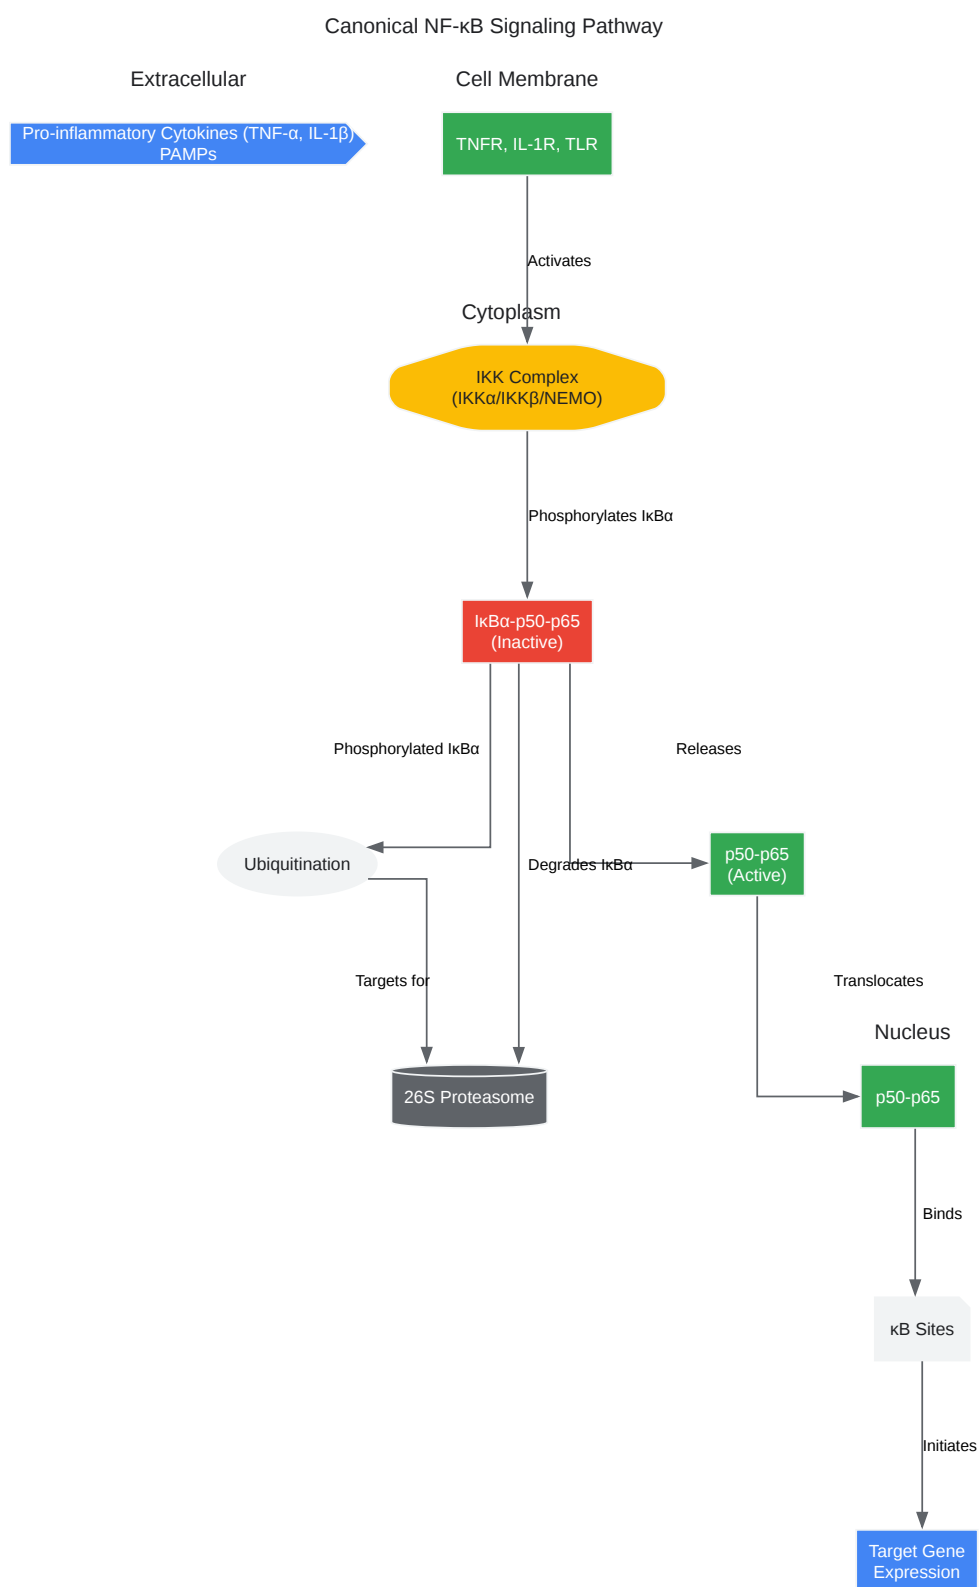 Canonical NF-κB Signaling Pathway
Extracellular
Cell Membrane
Pro-inflammatory Cytokines (TNF-α, IL-1β)
PAMPs
TNFR, IL-1R, TLR
Activates
Cytoplasm
IKK Complex
(IKKα/IKKβ/NEMO)
Phosphorylates IκBα
IκBα-p50-p65
(Inactive)
Phosphorylated IκBα
Releases
Ubiquitination
Degrades IκBα
p50-p65
(Active)
Targets for
Translocates
Nucleus
26S Proteasome
p50-p65
Binds
κB Sites
Initiates
Target Gene
Expression